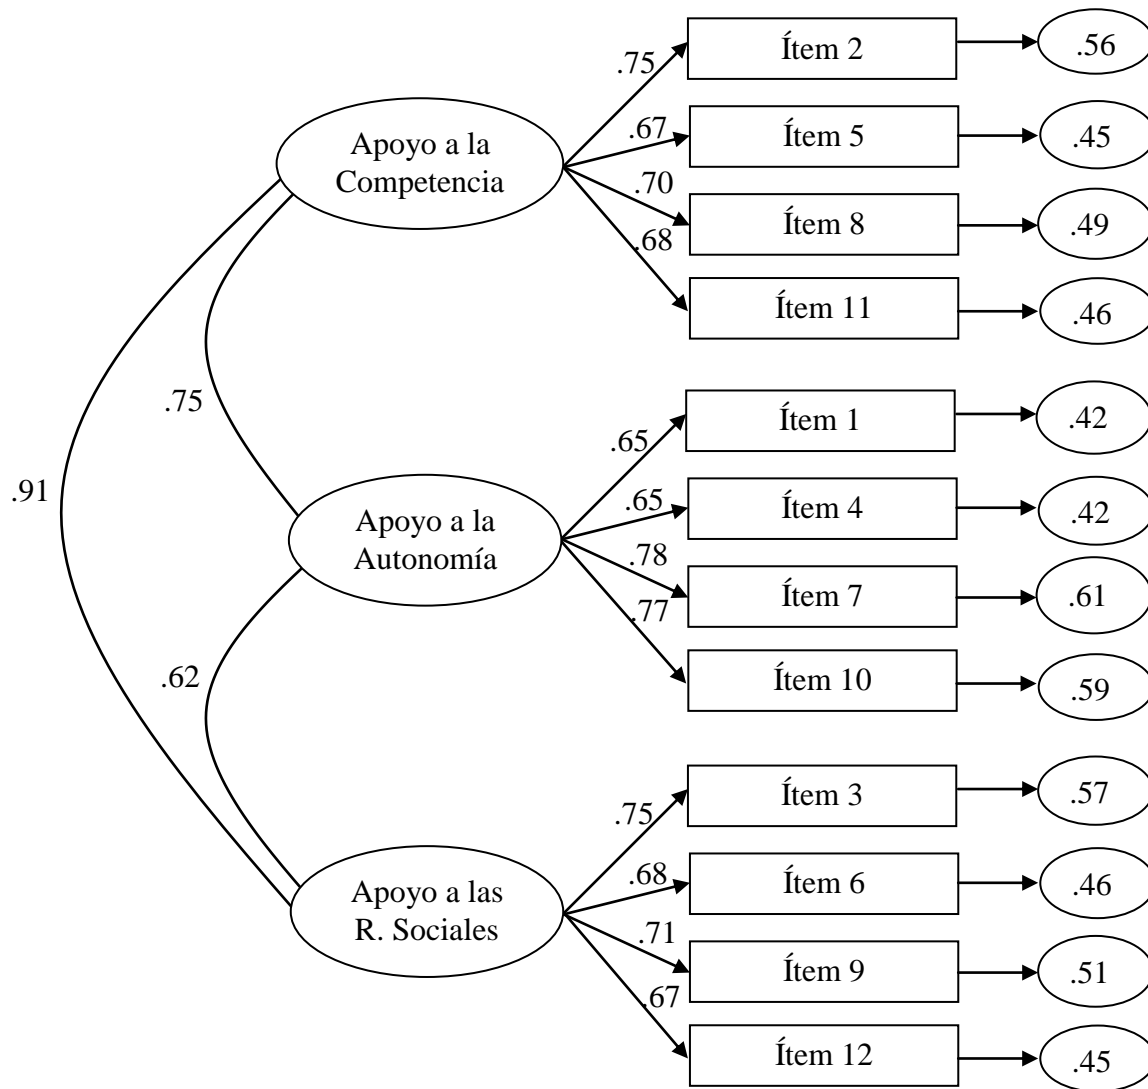 Apoyo a la
Competencia
.75
Ítem 2
.56
.67
Ítem 5
.45
.70
Ítem 8
.49
.68
Ítem 11
.46
.75
.91
Apoyo a la
Autonomía
.65
Ítem 1
.42
.65
Ítem 4
.42
.78
Ítem 7
.61
.77
Ítem 10
.59
.62
Apoyo a las
R. Sociales
.75
Ítem 3
.57
.68
Ítem 6
.46
.71
Ítem 9
.51
.67
Ítem 12
.45